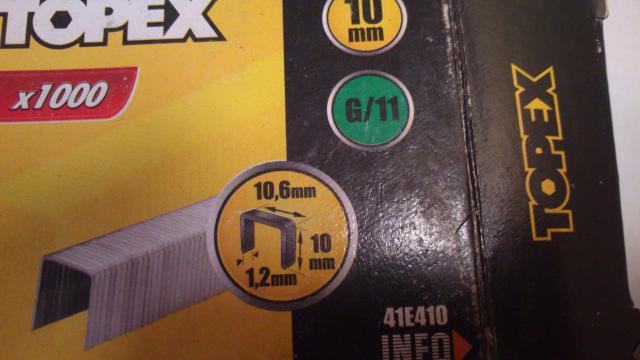 TOPEX
x1000
10
mm
G/11
10,6mm
10
mm
1,2mm
41E410
INFO
TOPEX